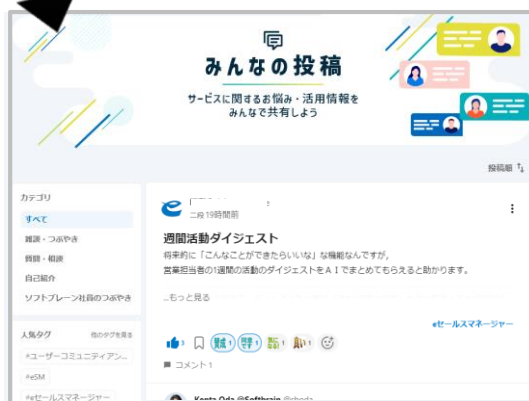 みんなの投稿
サービスに関するお悩み・活用情報を
みんなで共有しよう
投稿順
カテゴリ
すべて
雑談・つぶやき
質問・相談
自己紹介
ソフトブレーン社員のつぶやき
人気タグ 他のタグを見る
#ユーザーコミュニティアン...
#eSM
#eセールスマネージャー
二段 19時間前
週間活動ダイジェスト
将来的に「こんなことができたらいいな」な機能なんですが、
営業担当者の1週間の活動のダイジェストをAIでまとめてもらえると助かります。
...もっと見る
eセールスマネージャー
賛成 1
コメント 1
Kenta Oda @Softbrain